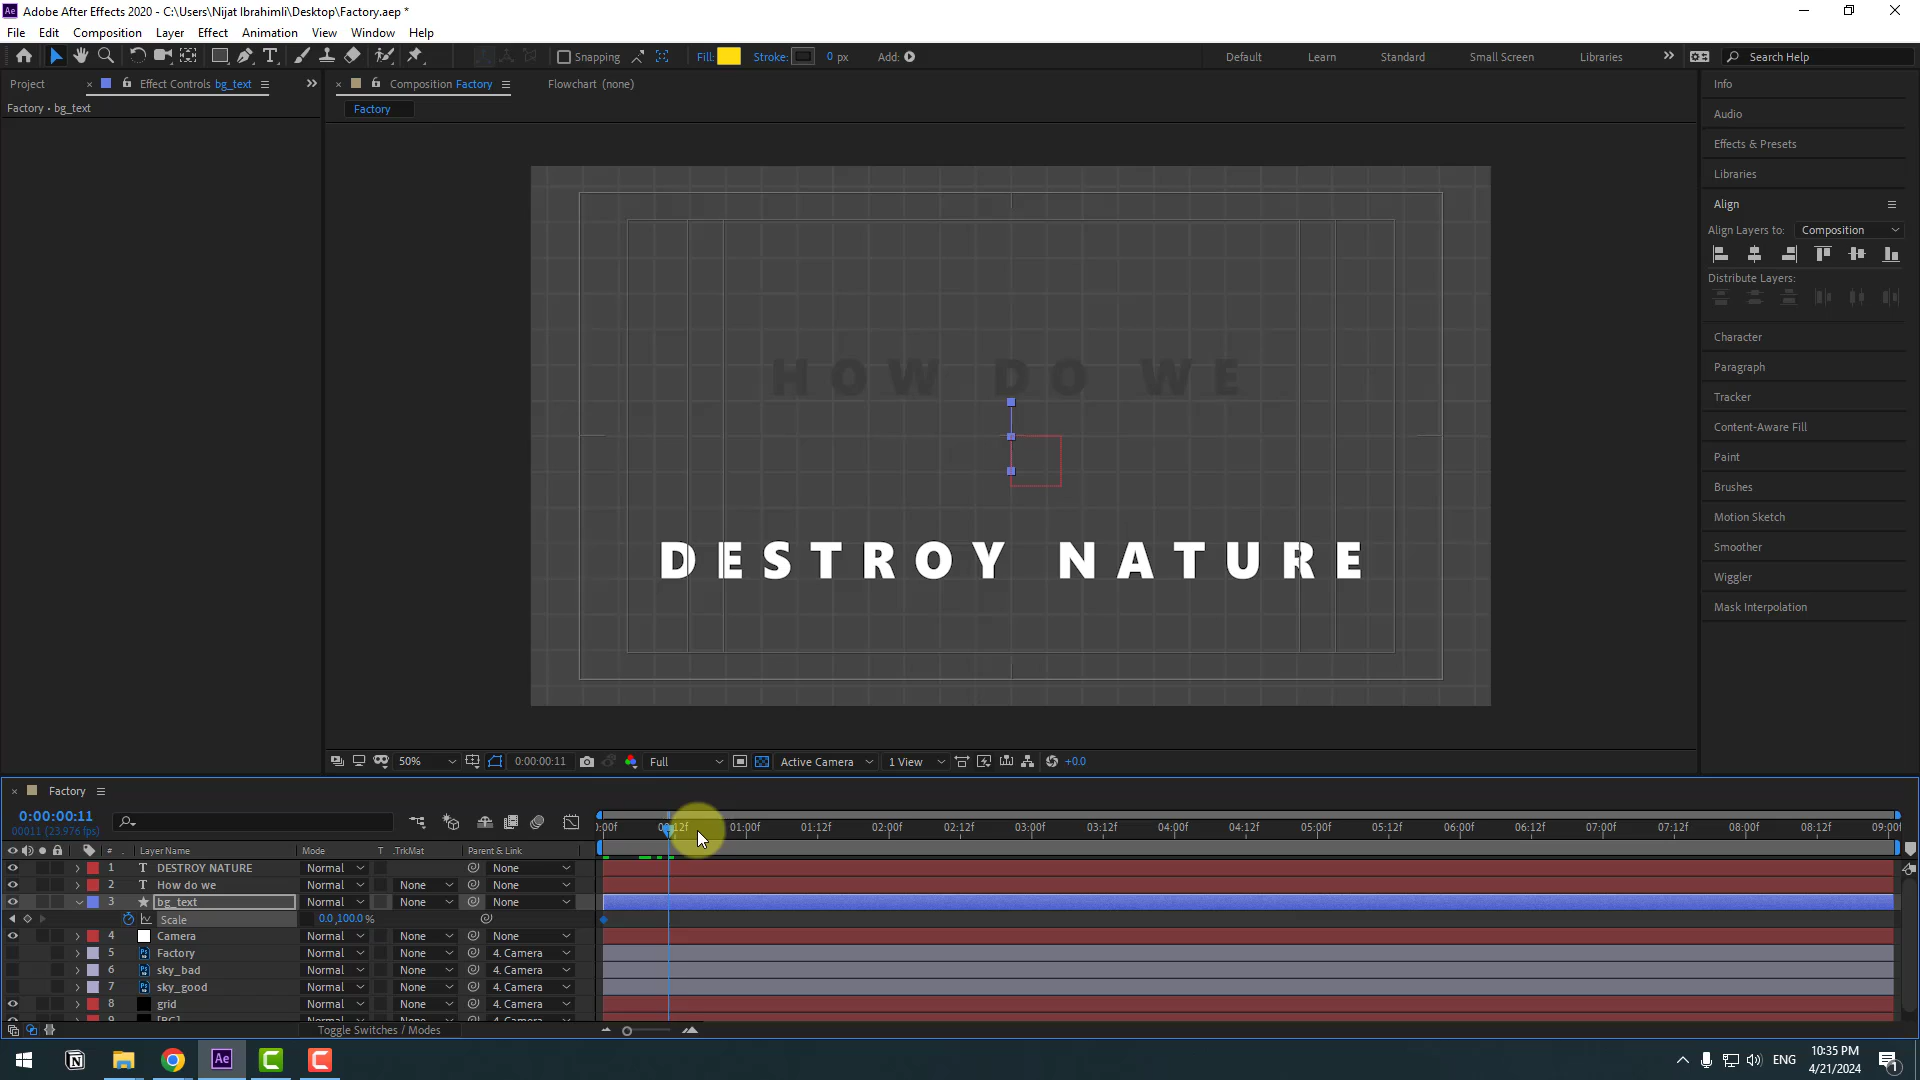 Adobe After Effects 2020 - C:\Users\Nijat Ibrahimli\Desktop\Factory.aep *
File Edit Composition Layer Effect Animation View Window Help
Snapping Fill: Stroke: 0 px Add: Default Learn Standard Small Screen Libraries Search Help
Project Effect Controls bg_text Composition Factory Flowchart (none) Info
Factory • bg_text Factory
Audio
Effects & Presets
Libraries
Align
Align Layers to: Composition
Distribute Layers:
Character
Paragraph
Tracker
Content-Aware Fill
Paint
Brushes
Motion Sketch
Smoother
Wiggler
Mask Interpolation
HOW DO WE
DESTROY NATURE
50% 0:00:00:11 Full Active Camera 1 View +0.0
Factory
0:00:00:11
00011 (23.976 fps)
:00f 00:12f 01:00f 01:12f 02:00f 02:12f 03:00f 03:12f 04:00f 04:12f 05:00f 05:12f 06:00f 06:12f 07:00f 07:12f 08:00f 08:12f 09:00f
# Layer Name Mode T .TrkMat Parent & Link
1 T DESTROY NATURE Normal None
2 T How do we Normal None None
3 bg_text Normal None None
Scale 0.0,100.0 %
4 Camera Normal None None
5 Factory Normal None 4. Camera
6 sky_bad Normal None 4. Camera
7 sky_good Normal None 4. Camera
8 grid Normal None 4. Camera
Toggle Switches / Modes
ENG 10:35 PM
4/21/2024